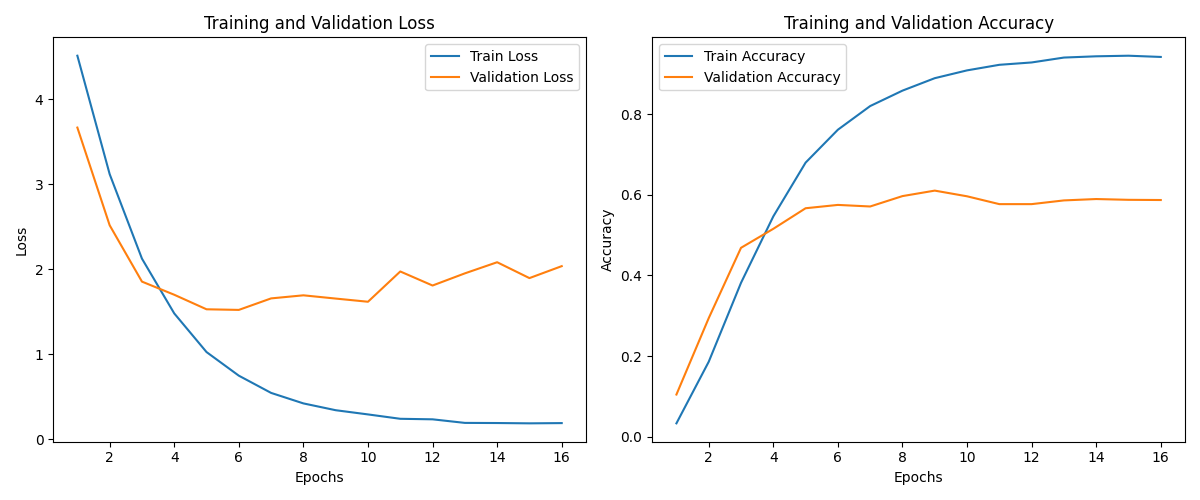 Training and Validation Loss
Train Loss
Validation Loss
4
3
2
1
0
Loss
2 4 6 8 10 12 14 16
Epochs
Training and Validation Accuracy
Train Accuracy
Validation Accuracy
0.8
0.6
0.4
0.2
0.0
Accuracy
2 4 6 8 10 12 14 16
Epochs